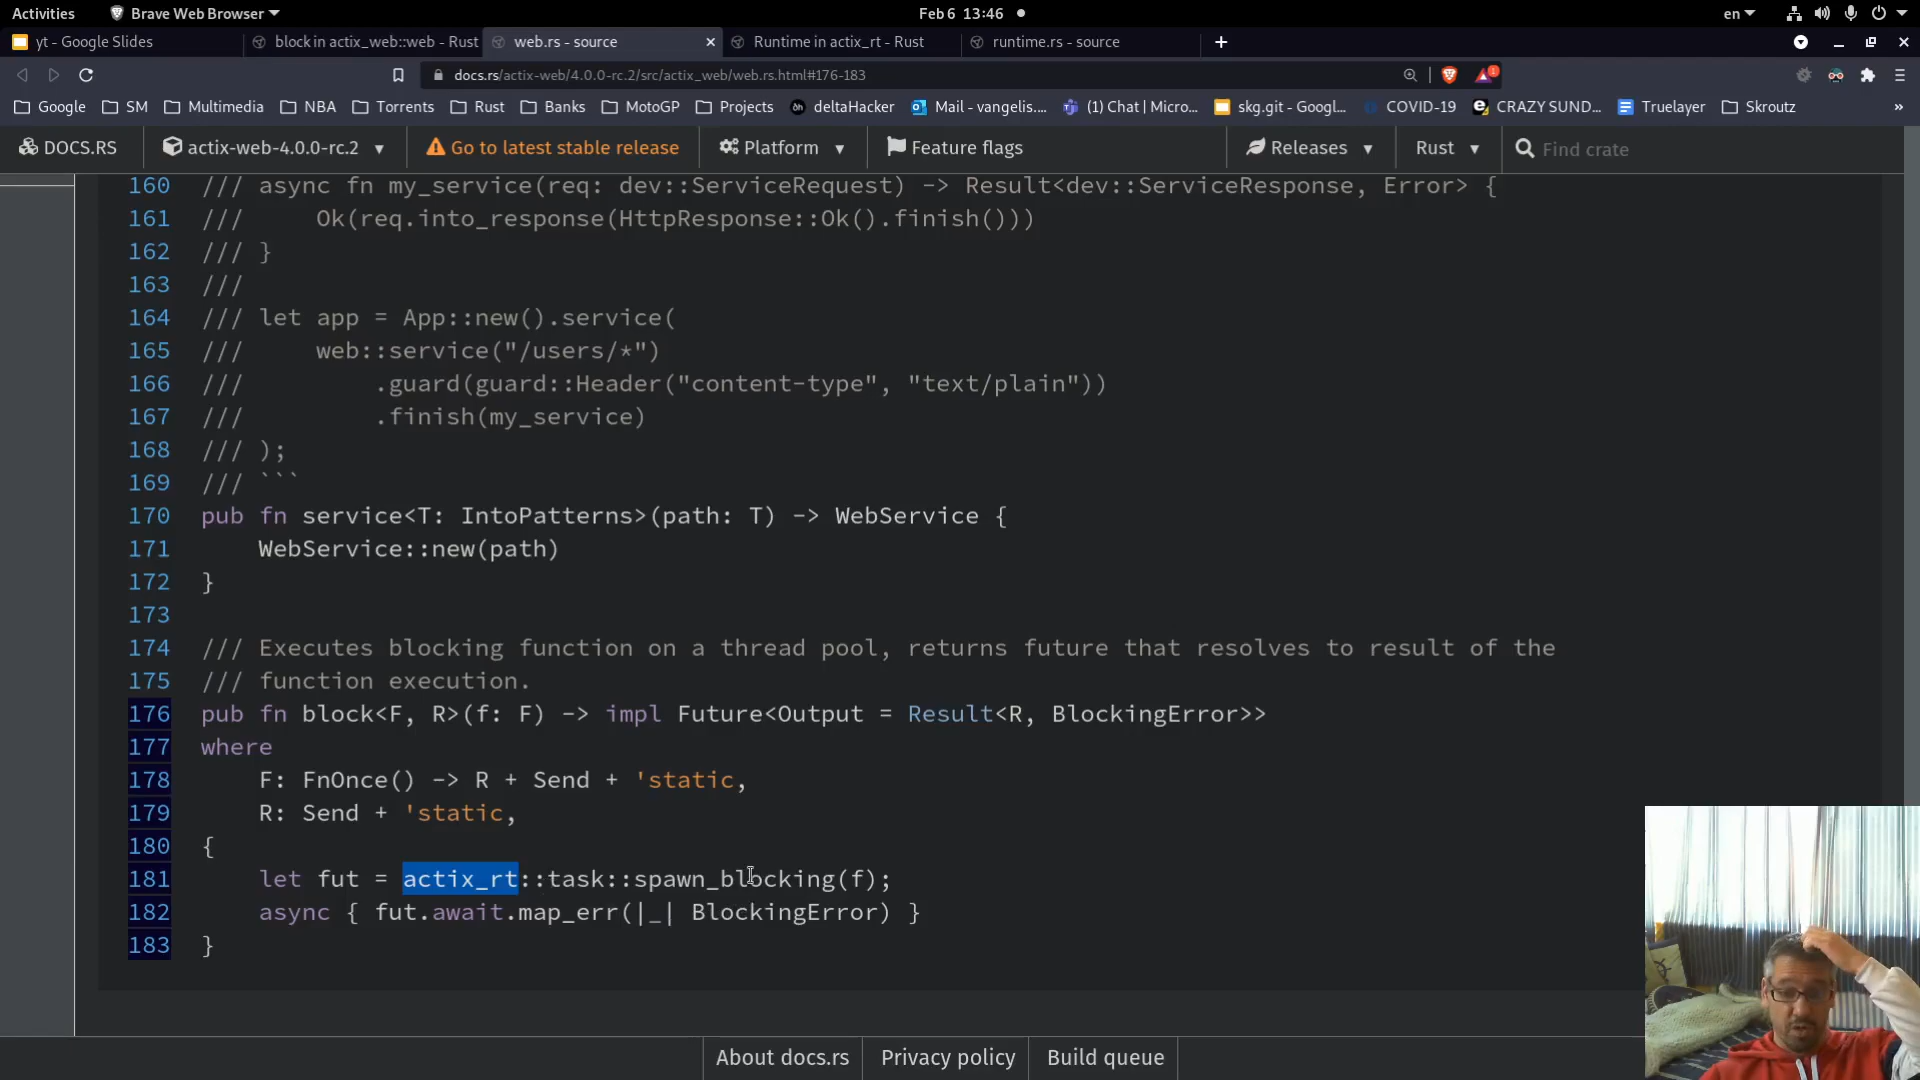 Activities
Brave Web Browser
Feb 6 13:46
en
yt - Google Slides
block in actix_web::web - Rust
web.rs - source
Runtime in actix_rt - Rust
runtime.rs - source
docs.rs/actix-web/4.0.0-rc.2/src/actix_web/web.rs.html#176-183
Google
SM
Multimedia
NBA
Torrents
Rust
Banks
MotoGP
Projects
deltaHacker
Mail - vangelis....
(1) Chat | Micro...
skg.git - Googl...
COVID-19
CRAZY SUND...
Truelayer
Skroutz
»
DOCS.RS
actix-web-4.0.0-rc.2
Go to latest stable release
Platform
Feature flags
Releases
Rust
Find crate
160 /// async fn my_service(req: dev::ServiceRequest) -> Result<dev::ServiceResponse, Error> {
161 ///     Ok(req.into_response(HttpResponse::Ok().finish()))
162 /// }
163 ///
164 /// let app = App::new().service(
165 ///     web::service("/users/*")
166 ///         .guard(guard::Header("content-type", "text/plain"))
167 ///         .finish(my_service)
168 /// );
169 /// ```
170 pub fn service<T: IntoPatterns>(path: T) -> WebService {
171     WebService::new(path)
172 }
173
174 /// Executes blocking function on a thread pool, returns future that resolves to result of the
175 /// function execution.
176 pub fn block<F, R>(f: F) -> impl Future<Output = Result<R, BlockingError>>
177 where
178     F: FnOnce() -> R + Send + 'static,
179     R: Send + 'static,
180 {
181     let fut = actix_rt::task::spawn_blocking(f);
182     async { fut.await.map_err(|_| BlockingError) }
183 }
About docs.rs
Privacy policy
Build queue